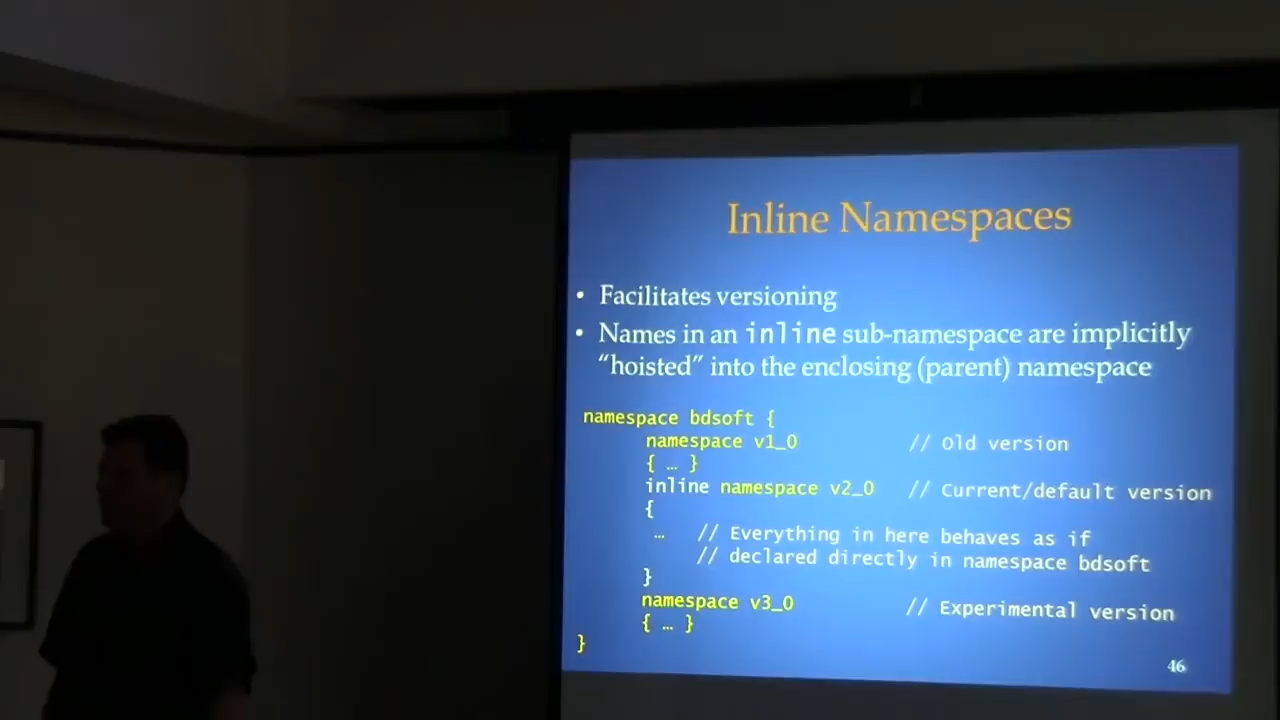 Inline Namespaces
• Facilitates versioning
• Names in an inline sub-namespace are implicitly
“hoisted” into the enclosing (parent) namespace
namespace bdsoft {
namespace v1_0 // Old version
{ … }
inline namespace v2_0 // Current/default version
{
… // Everything in here behaves as if
// declared directly in namespace bdsoft
}
namespace v3_0 // Experimental version
{ … }
}
46